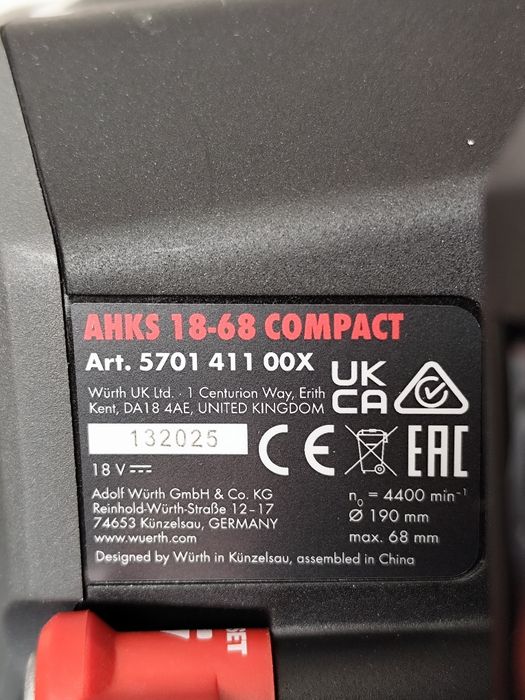 AHKS 18-68 COMPACT
Art. 5701 411 00X
Würth UK Ltd. · 1 Centurion Way, Erith
Kent, DA18 4AE, UNITED KINGDOM
UK
CA
132025
CE
EAC
18 V
Adolf Würth GmbH & Co. KG
Reinhold-Würth-Straße 12-17
74653 Künzelsau, GERMANY
www.wuerth.com
n₀ = 4400 min⁻¹
Ø 190 mm
max. 68 mm
Designed by Würth in Künzelsau, assembled in China
SET